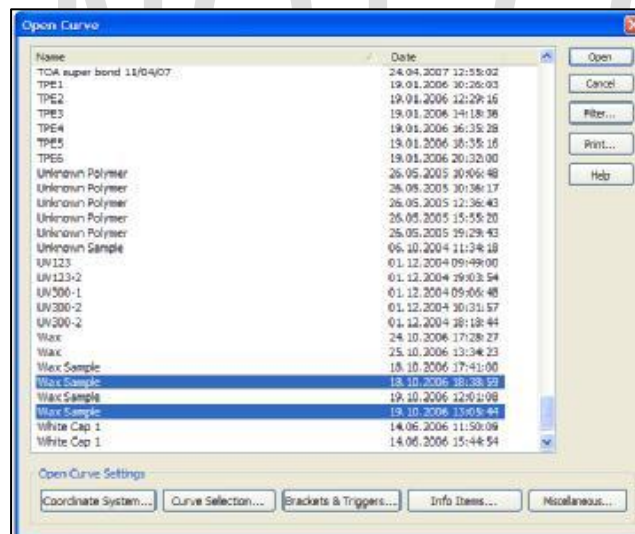 Open Curve
Name Date
TOA super bond 11/04/07 24.04.2007 12:55:02
TPE1 19.01.2006 10:26:03
TPE2 19.01.2006 12:29:16
TPE3 19.01.2006 14:18:36
TPE4 19.01.2006 16:35:28
TPE5 19.01.2006 18:35:16
TPE6 19.01.2006 20:32:00
Unknown Polymer 26.05.2005 10:06:48
Unknown Polymer 26.05.2005 10:36:17
Unknown Polymer 26.05.2005 12:36:43
Unknown Polymer 26.05.2005 15:55:20
Unknown Polymer 26.05.2005 19:29:43
Unknown Sample 06.10.2004 11:34:18
UV123 01.12.2004 09:49:00
UV123-2 01.12.2004 19:03:54
UV300-1 01.12.2004 09:06:48
UV300-2 01.12.2004 10:31:57
UV300-2 01.12.2004 18:18:44
Wax 24.10.2006 17:28:27
Wax 25.10.2006 13:34:23
Wax Sample 18.10.2006 17:41:00
Wax Sample 18.10.2006 18:38:59
Wax Sample 19.10.2006 12:01:08
Wax Sample 19.10.2006 13:05:44
White Cap 1 14.06.2006 11:50:09
White Cap 1 14.06.2006 15:44:54
Open
Cancel
Filter...
Print...
Help
Open Curve Settings
Coordinate System... Curve Selection... Brackets & Triggers... Info Items... Miscellaneous...